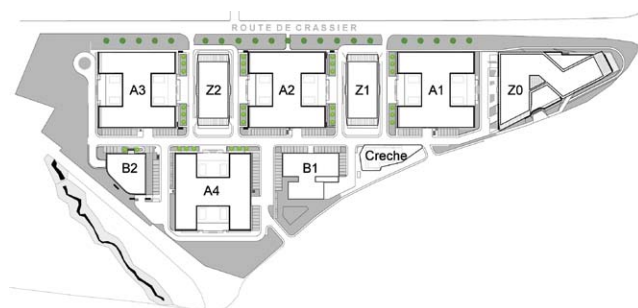 ROUTE DE CRASSIER
A3
Z2
A2
Z1
A1
Z0
B2
A4
B1
Creche